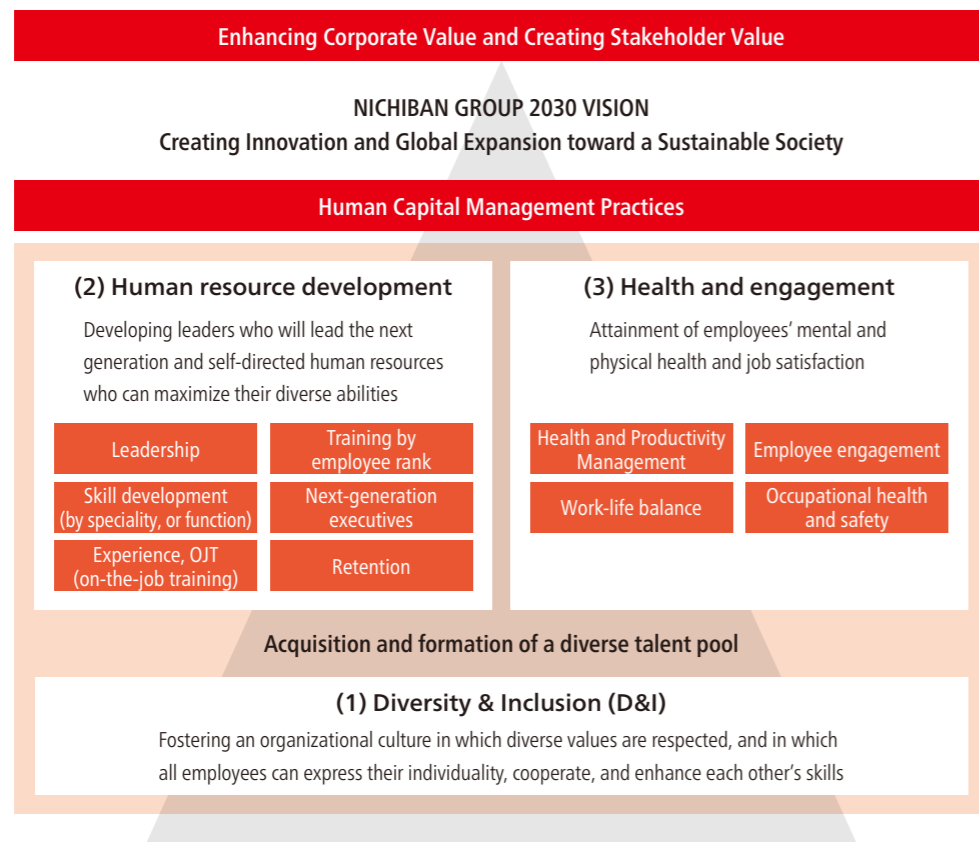 Enhancing Corporate Value and Creating Stakeholder Value
NICHIBAN GROUP 2030 VISION
Creating Innovation and Global Expansion toward a Sustainable Society
Human Capital Management Practices
(2) Human resource development
Developing leaders who will lead the next
generation and self-directed human resources
who can maximize their diverse abilities
Leadership
Training by
employee rank
Skill development
(by speciality, or function)
Next-generation
executives
Experience, OJT
(on-the-job training)
Retention
(3) Health and engagement
Attainment of employees’ mental and
physical health and job satisfaction
Health and Productivity
Management
Employee engagement
Work-life balance
Occupational health
and safety
Acquisition and formation of a diverse talent pool
(1) Diversity & Inclusion (D&I)
Fostering an organizational culture in which diverse values are respected, and in which
all employees can express their individuality, cooperate, and enhance each other’s skills